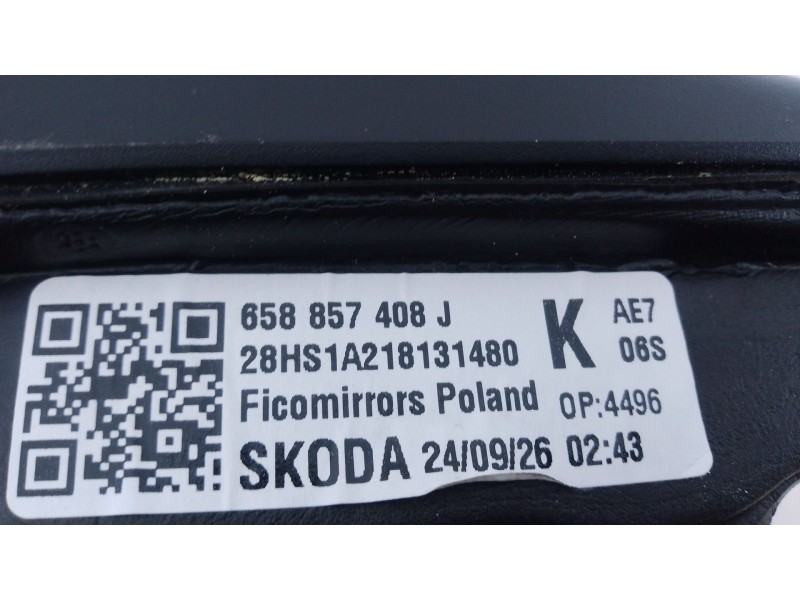 658 857 408 J K AE7
28HS1A218131480 06S
Ficomirrors Poland OP:4496
SKODA 24/09/26 02:43